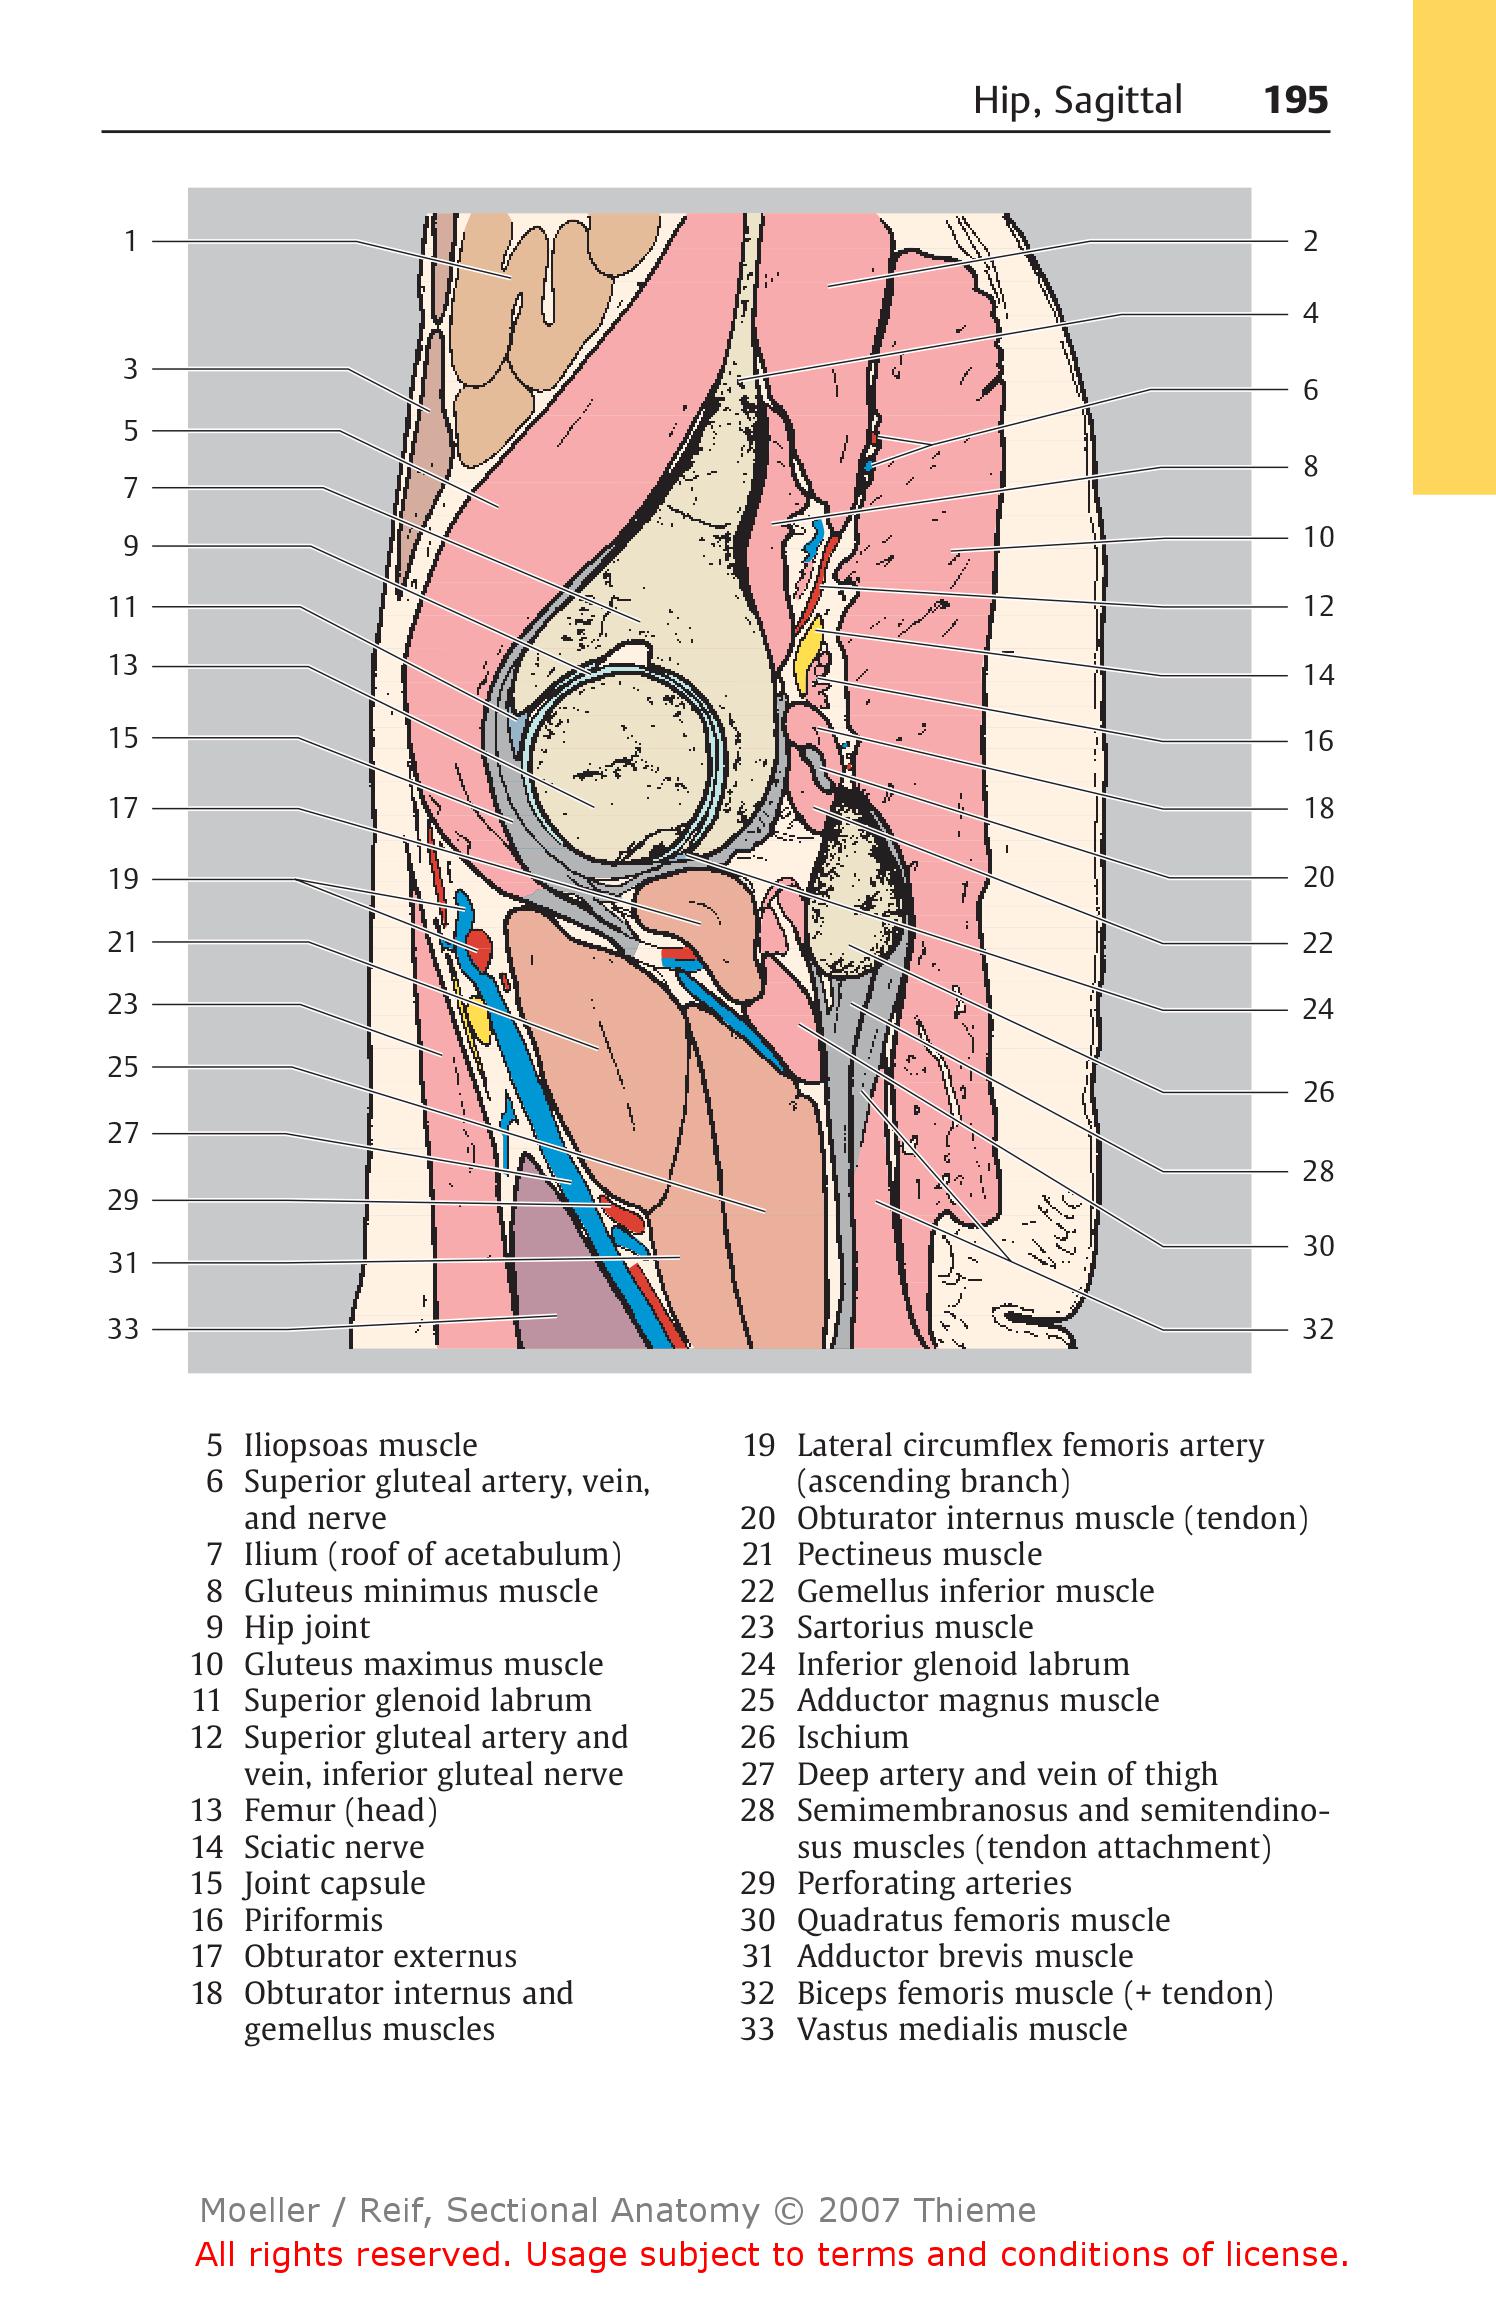 Hip, Sagittal 195
1
2
3
4
5
6
7
8
9
10
11
12
13
14
15
16
17
18
19
20
21
22
23
24
25
26
27
28
29
30
31
32
33
5 Iliopsoas muscle
6 Superior gluteal artery, vein,
and nerve
7 Ilium (roof of acetabulum)
8 Gluteus minimus muscle
9 Hip joint
10 Gluteus maximus muscle
11 Superior glenoid labrum
12 Superior gluteal artery and
vein, inferior gluteal nerve
13 Femur (head)
14 Sciatic nerve
15 Joint capsule
16 Piriformis
17 Obturator externus
18 Obturator internus and
gemellus muscles
19 Lateral circumflex femoris artery
(ascending branch)
20 Obturator internus muscle (tendon)
21 Pectineus muscle
22 Gemellus inferior muscle
23 Sartorius muscle
24 Inferior glenoid labrum
25 Adductor magnus muscle
26 Ischium
27 Deep artery and vein of thigh
28 Semimembranosus and semitendino-
sus muscles (tendon attachment)
29 Perforating arteries
30 Quadratus femoris muscle
31 Adductor brevis muscle
32 Biceps femoris muscle (+ tendon)
33 Vastus medialis muscle
Moeller / Reif, Sectional Anatomy © 2007 Thieme
All rights reserved. Usage subject to terms and conditions of license.